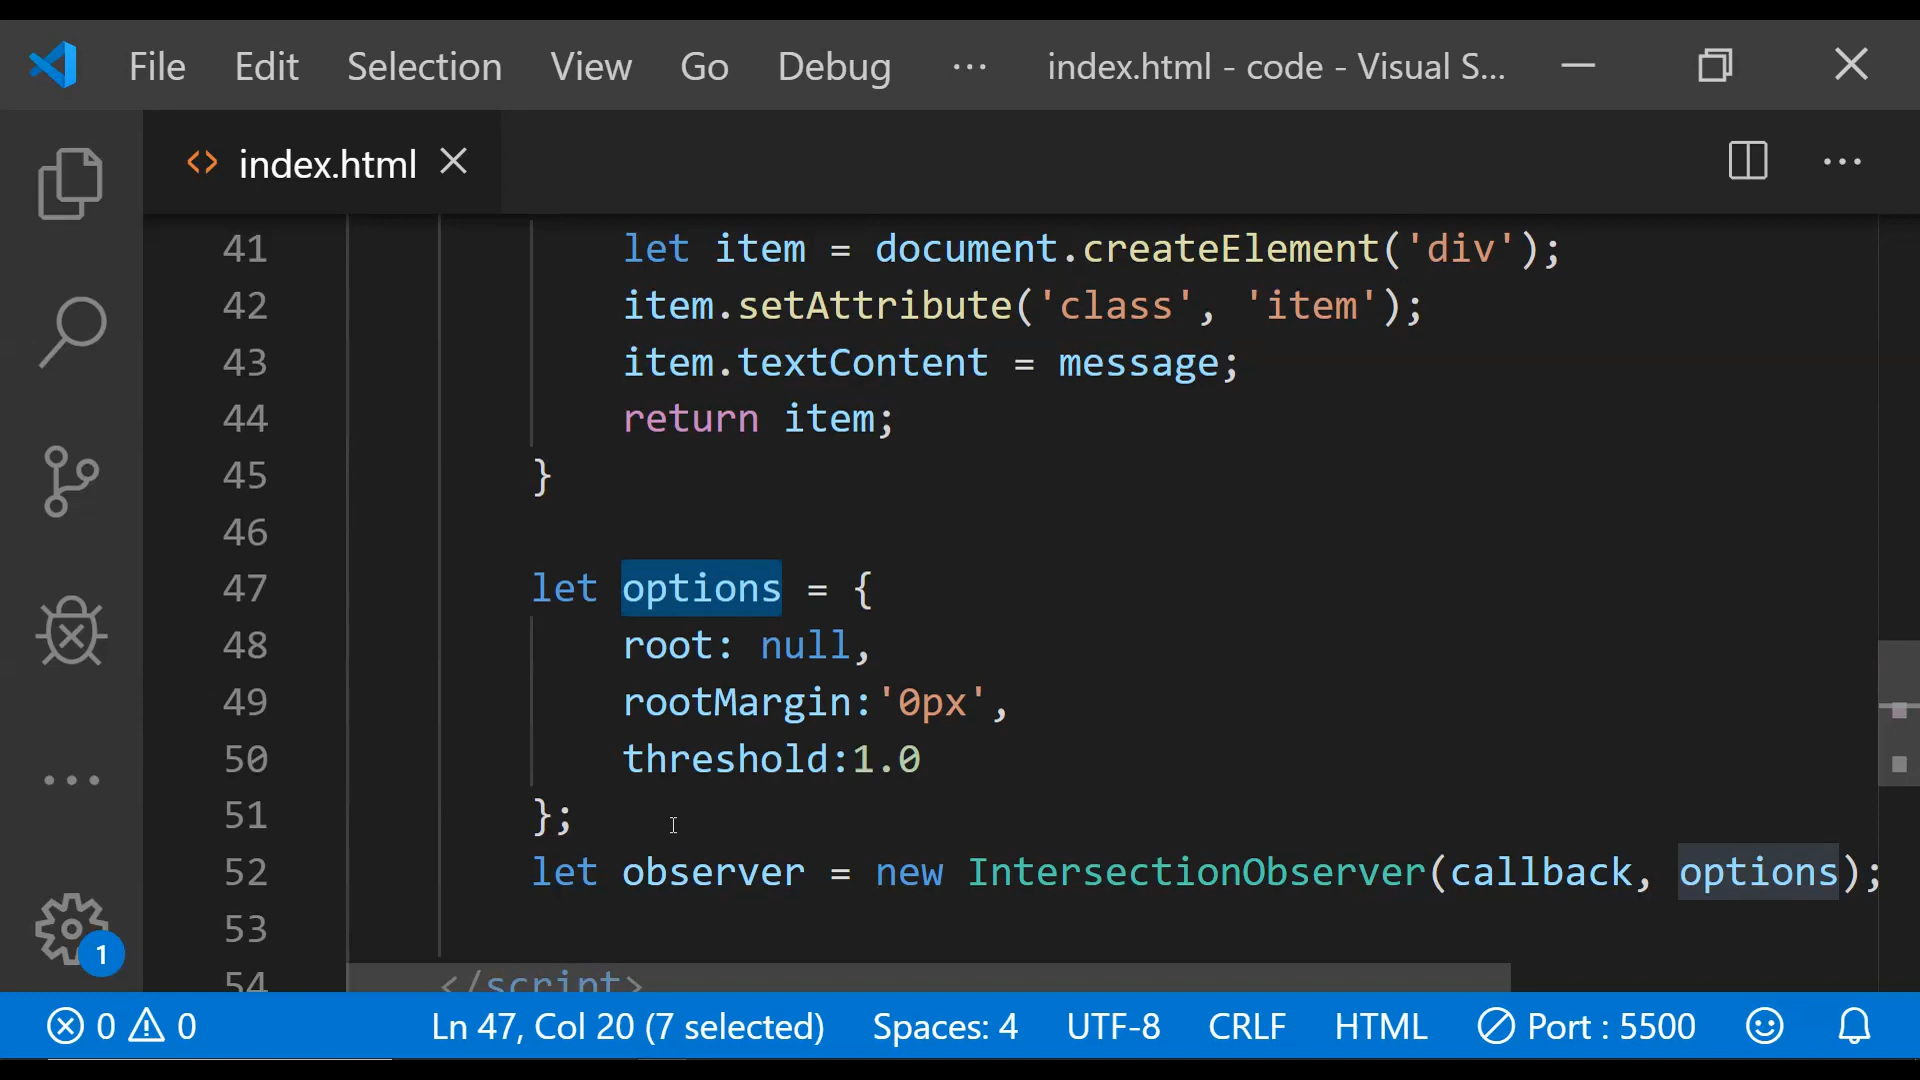 File Edit Selection View Go Debug ··· index.html - code - Visual S...
index.html
41 let item = document.createElement('div');
42 item.setAttribute('class', 'item');
43 item.textContent = message;
44 return item;
45 }
46
47 let options = {
48 root: null,
49 rootMargin:'0px',
50 threshold:1.0
51 };
52 let observer = new IntersectionObserver(callback, options);
53
54 </script>
1
0 0 Ln 47, Col 20 (7 selected) Spaces: 4 UTF-8 CRLF HTML Port : 5500